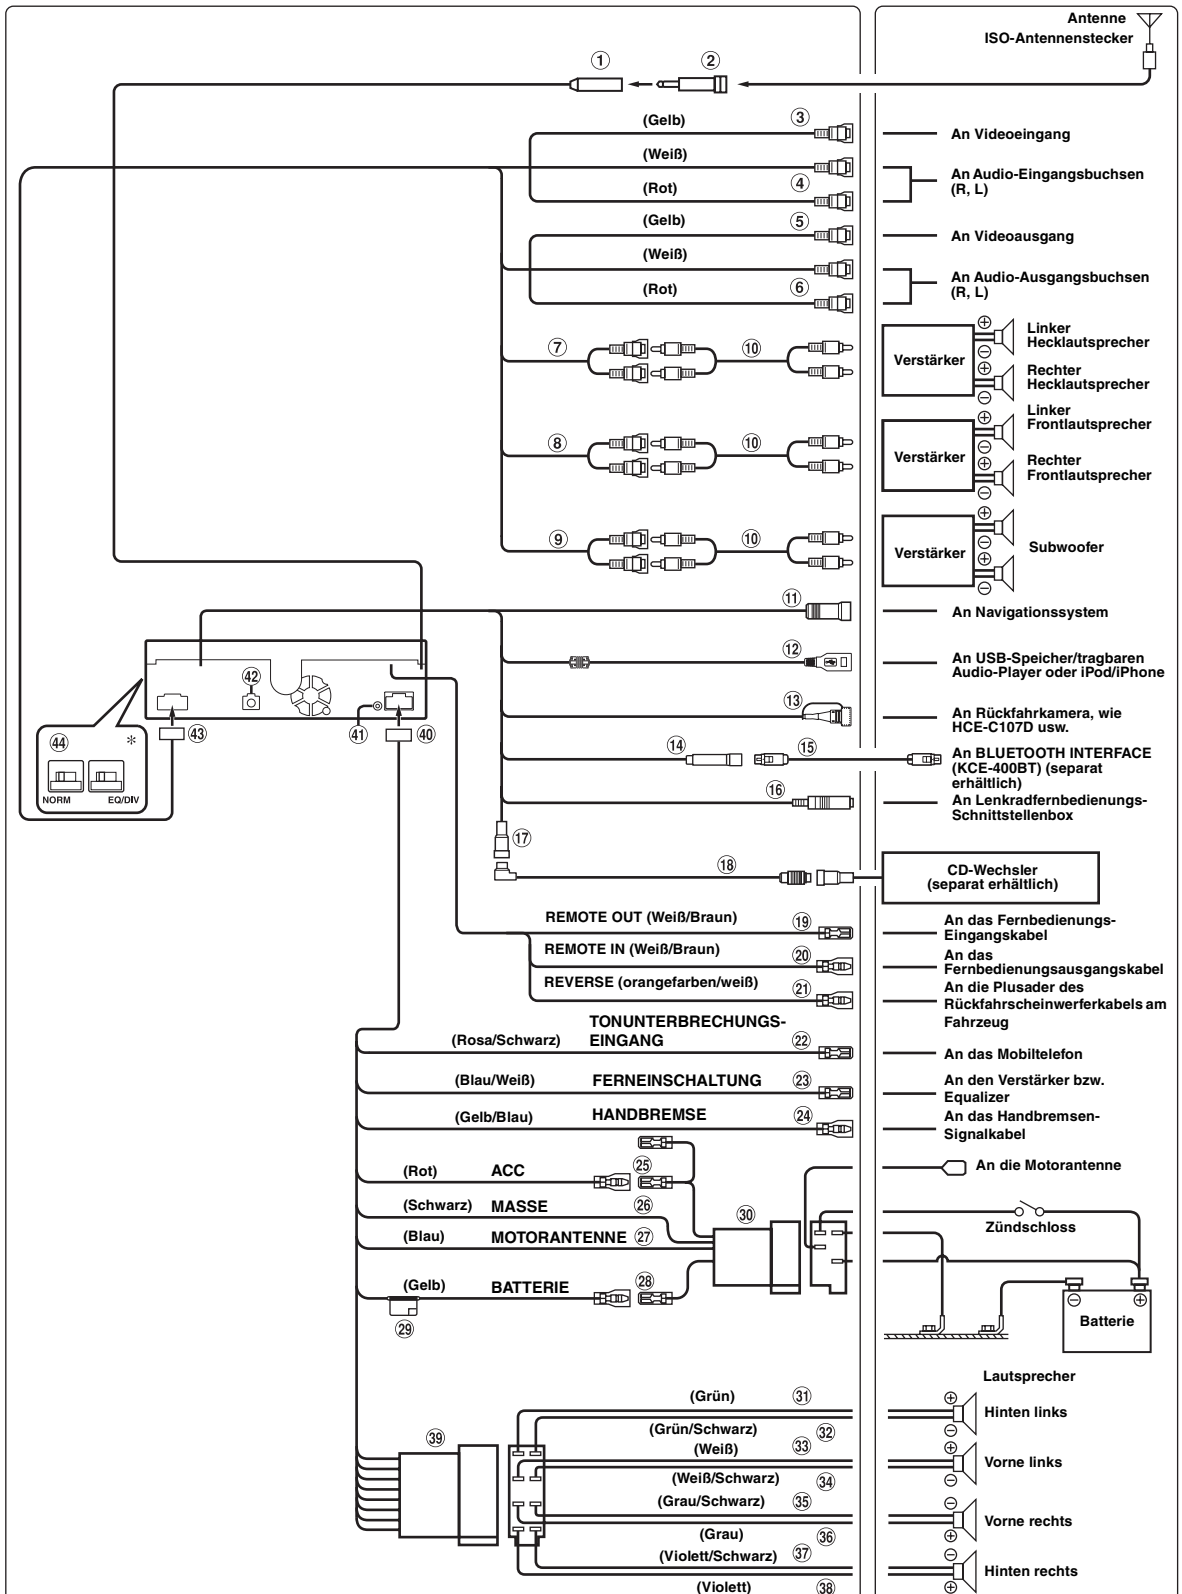 Antenne
ISO-Antennenstecker
① ②
(Gelb) ③ An Videoeingang
(Weiß)
An Audio-Eingangsbuchsen
(R, L)
(Rot) ④
(Gelb) ⑤ An Videoausgang
(Weiß)
An Audio-Ausgangsbuchsen
(R, L)
(Rot) ⑥
⑦ ⑩ Verstärker
⊕ ⊖ Linker
Hecklautsprecher
⊕ ⊖ Rechter
Hecklautsprecher
⑧ ⑩ Verstärker
⊕ ⊖ Linker
Frontlautsprecher
⊕ ⊖ Rechter
Frontlautsprecher
⑨ ⑩ Verstärker
⊕ ⊖ ⊕ ⊖ Subwoofer
⑪ An Navigationssystem
⑫ An USB-Speicher/tragbaren
Audio-Player oder iPod/iPhone
⑬ An Rückfahrkamera, wie
HCE-C107D usw.
⑭ ⑮ An BLUETOOTH INTERFACE
(KCE-400BT) (separat
erhältlich)
⑯ An Lenkradfernbedienungs-
Schnittstellenbox
㊷
㊸ ㊶ ㊵
㊹ *
NORM EQ/DIV
⑰
⑱ CD-Wechsler
(separat erhältlich)
REMOTE OUT (Weiß/Braun) ⑲ An das Fernbedienungs-
Eingangskabel
REMOTE IN (Weiß/Braun) ⑳ An das
Fernbedienungsausgangskabel
REVERSE (orangefarben/weiß) ㉑ An die Plusader des
Rückfahrscheinwerferkabels am
Fahrzeug
(Rosa/Schwarz) TONUNTERBRECHUNGS-
EINGANG ㉒ An das Mobiltelefon
(Blau/Weiß) FERNEINSCHALTUNG ㉓ An den Verstärker bzw.
Equalizer
(Gelb/Blau) HANDBREMSE ㉔ An das Handbremsen-
Signalkabel
(Rot) ACC ㉕ An die Motorantenne
(Schwarz) MASSE ㉖ ㉚ Zündschloss
(Blau) MOTORANTENNE ㉗
(Gelb) BATTERIE ㉘
㉙
⊖ ⊕
Batterie
Lautsprecher
(Grün) ㉛ ⊕ ⊖ Hinten links
(Grün/Schwarz) ㉜
㊴
(Weiß) ㉝ ⊕ ⊖ Vorne links
(Weiß/Schwarz) ㉞
(Grau/Schwarz) ㉟ ⊖ ⊕ Vorne rechts
(Grau) ㊱
(Violett/Schwarz) ㊲ ⊖ ⊕ Hinten rechts
(Violett) ㊳